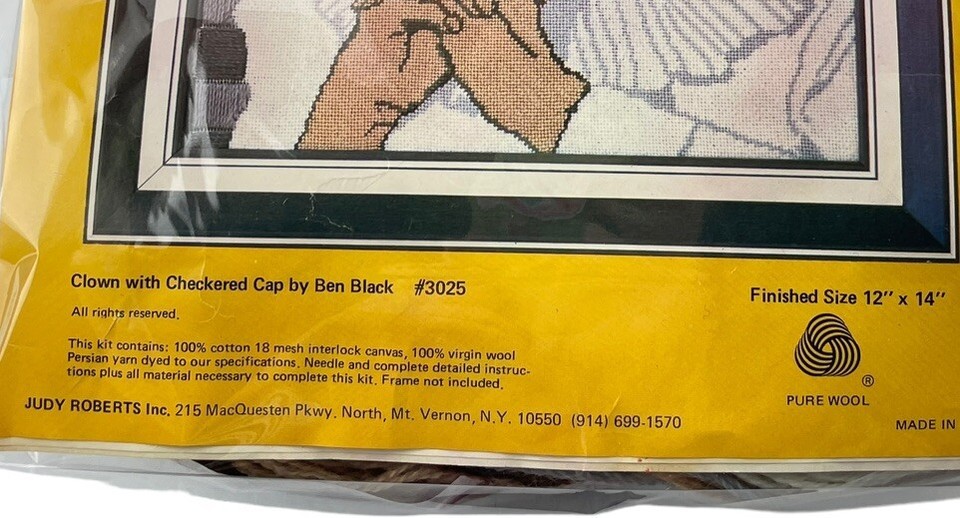 Clown with Checkered Cap by Ben Black #3025
Finished Size 12" x 14"
All rights reserved.
This kit contains: 100% cotton 18 mesh interlock canvas, 100% virgin wool
Persian yarn dyed to our specifications. Needle and complete detailed instruc-
tions plus all material necessary to complete this kit. Frame not included.
®
PURE WOOL
JUDY ROBERTS Inc. 215 MacQuesten Pkwy. North, Mt. Vernon, N.Y. 10550 (914) 699-1570
MADE IN